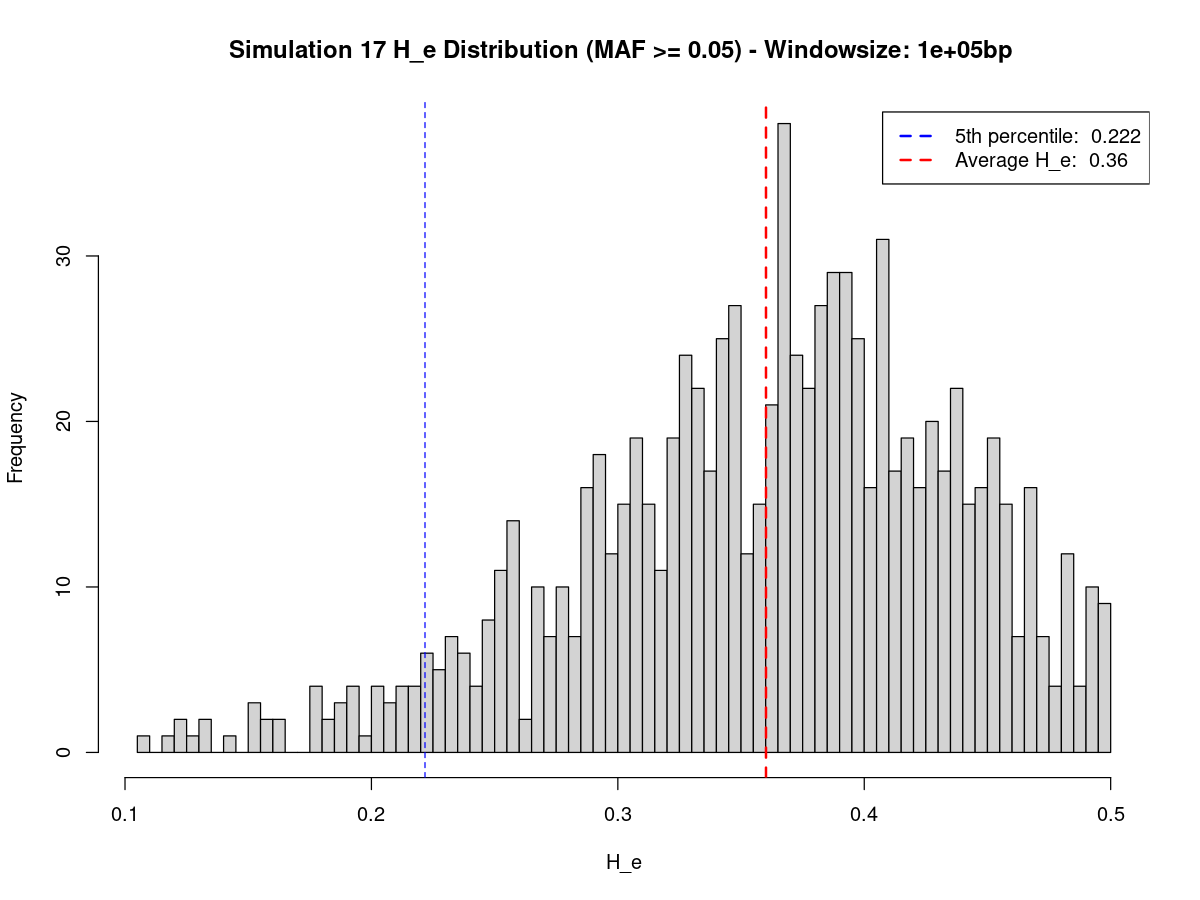 Simulation 17 H_e Distribution (MAF >= 0.05) - Windowsize: 1e+05bp
5th percentile: 0.222
Average H_e: 0.36
Frequency
30
20
10
0
0.1 0.2 0.3 0.4 0.5
H_e